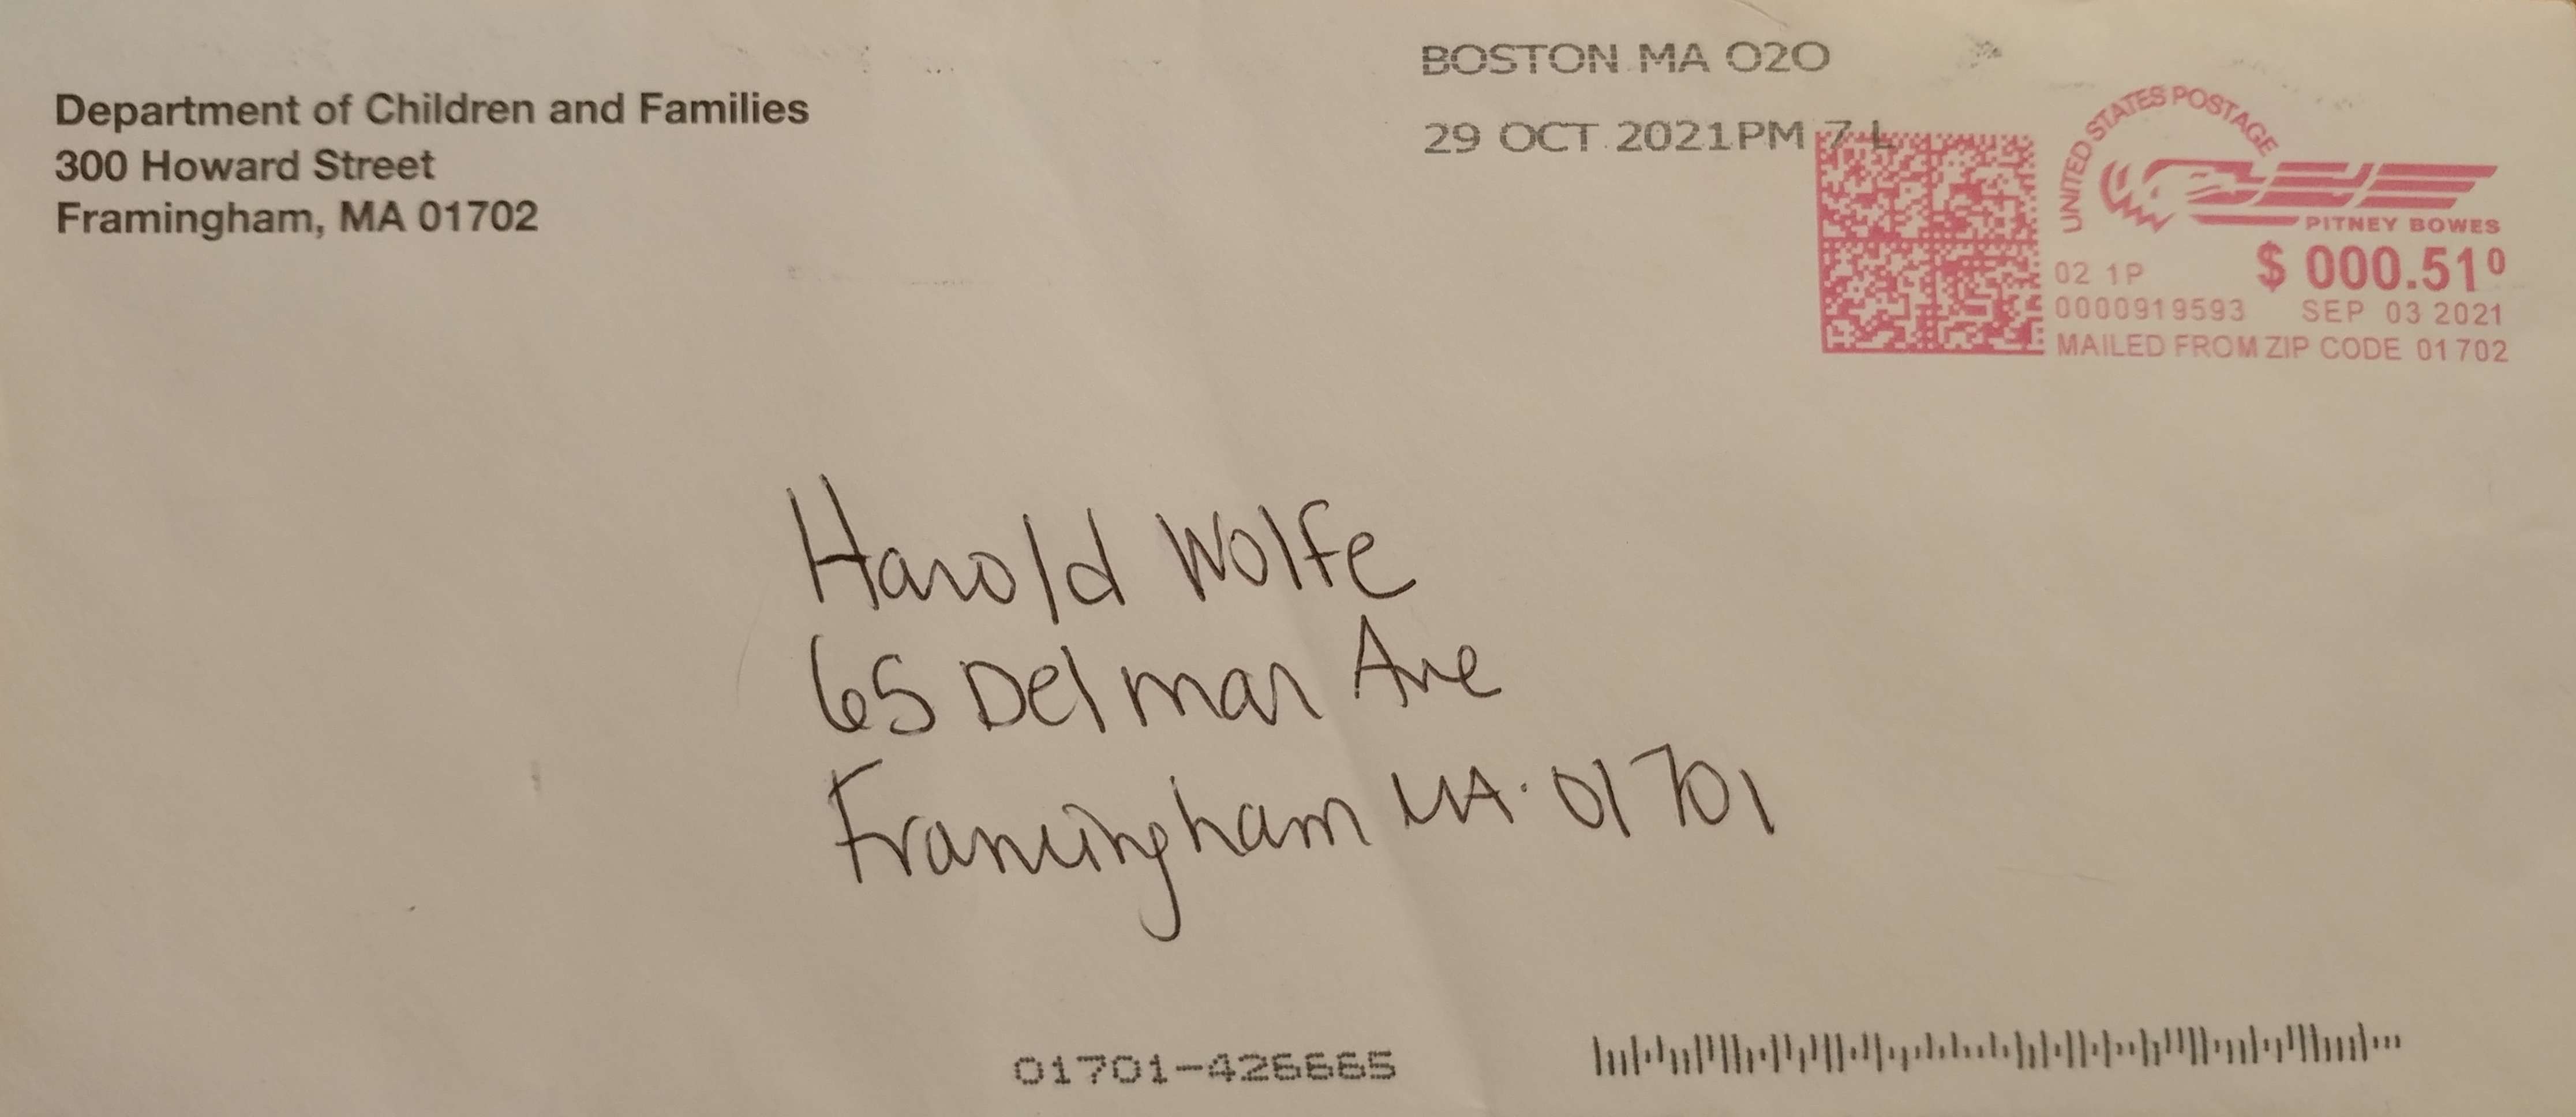 Department of Children and Families
300 Howard Street
Framingham, MA 01702
BOSTON MA 020
29 OCT 2021PM 7 L
UNITED STATES POSTAGE
PITNEY BOWES
02 1P $ 000.51⁰
0000919593 SEP 03 2021
MAILED FROM ZIP CODE 01702
Harold Wolfe
65 Delmar Ave
Framingham MA. 01701
01701-426665